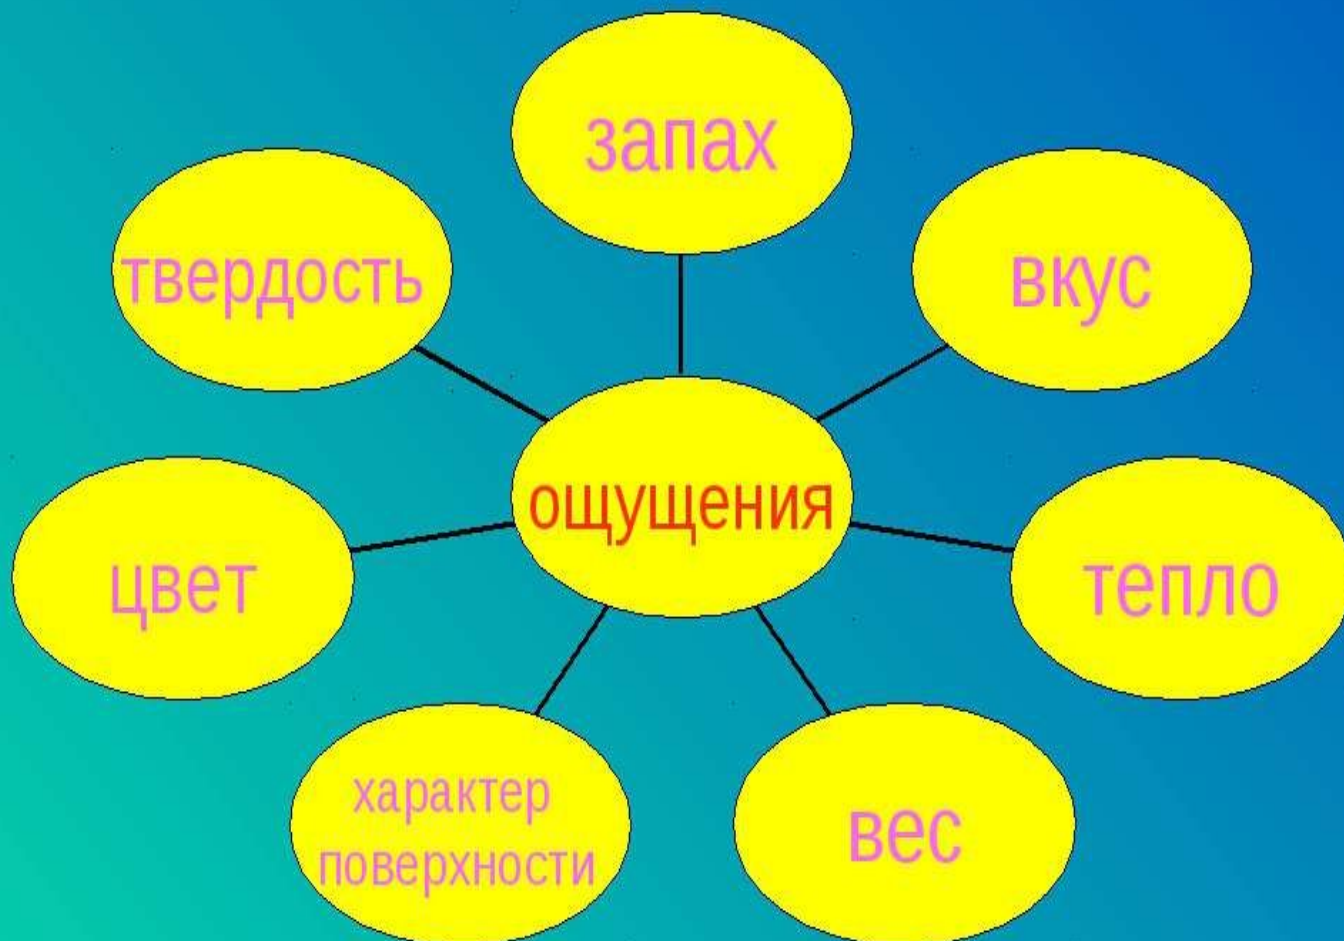 запах
твердость
вкус
ощущения
цвет
тепло
характер
поверхности
вес